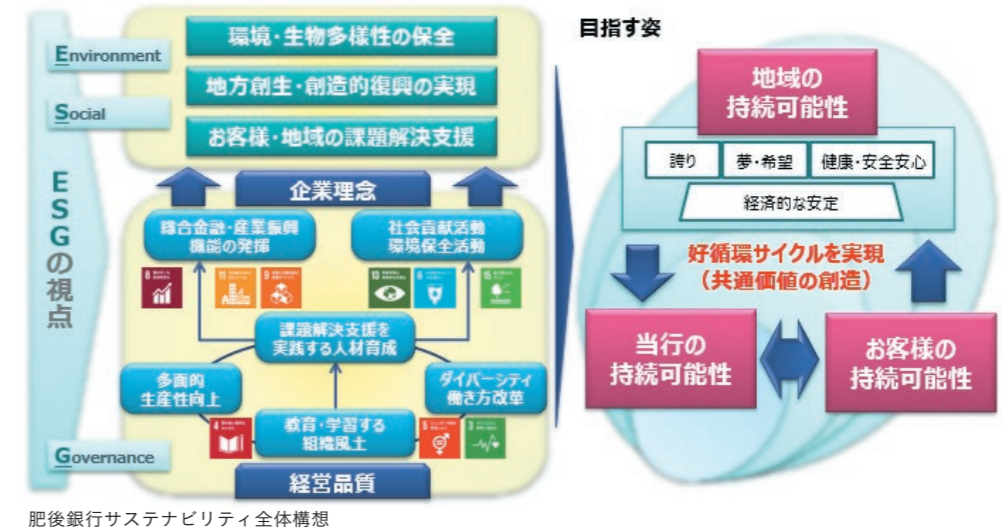 Environment
Social
ESGの視点
Governance
環境・生物多様性の保全
地方創生・創造的復興の実現
お客様・地域の課題解決支援
企業理念
綜合金融・産業振興
機能の発揮
社会貢献活動
環境保全活動
8
11
9
13
6
15
課題解決支援を
実践する人材育成
多面的
生産性向上
ダイバーシティ
働き方改革
教育・学習する
組織風土
4
5
3
経営品質
目指す姿
地域の
持続可能性
誇り
夢・希望
健康・安全安心
経済的な安定
好循環サイクルを実現
（共通価値の創造）
当行の
持続可能性
お客様の
持続可能性
肥後銀行サステナビリティ全体構想